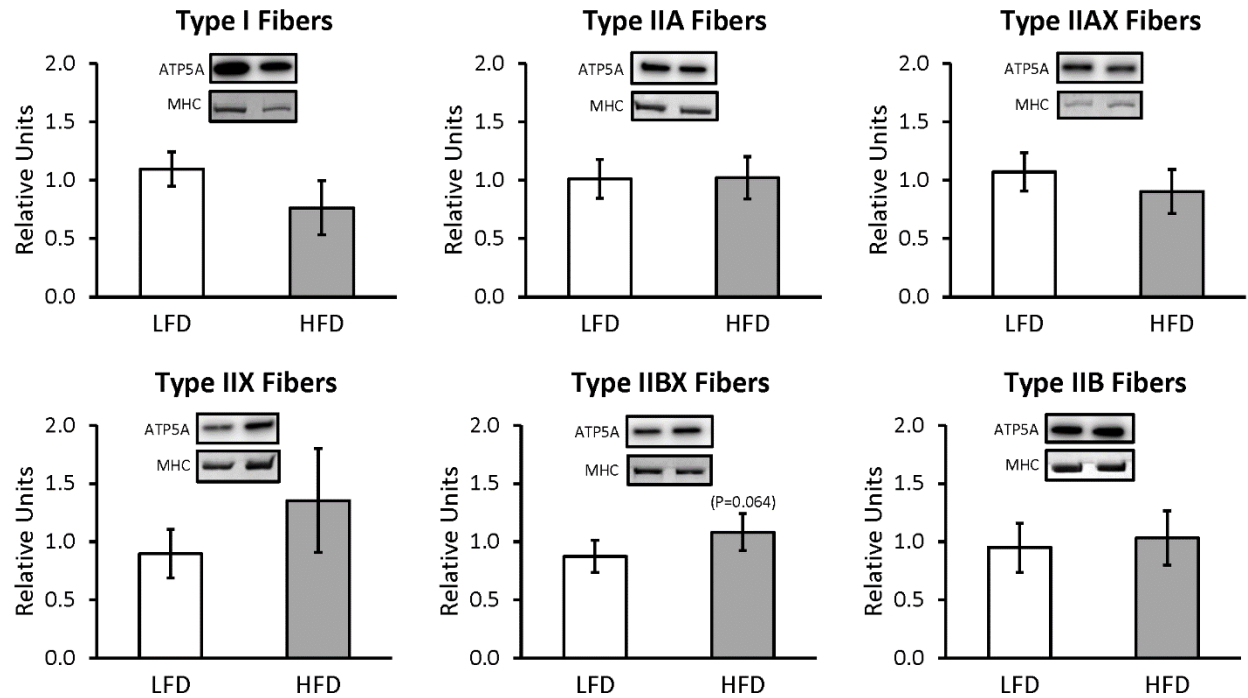 Type I Fibers
Relative Units
2.0
1.5
1.0
0.5
0.0
ATP5A
MHC
LFD HFD
Type IIA Fibers
Relative Units
2.0
1.5
1.0
0.5
0.0
ATP5A
MHC
LFD HFD
Type IIAX Fibers
Relative Units
2.0
1.5
1.0
0.5
0.0
ATP5A
MHC
LFD HFD
Type IIX Fibers
Relative Units
2.0
1.5
1.0
0.5
0.0
ATP5A
MHC
LFD HFD
Type IIBX Fibers
Relative Units
2.0
1.5
1.0
0.5
0.0
ATP5A
MHC
(P=0.064)
LFD HFD
Type IIB Fibers
Relative Units
2.0
1.5
1.0
0.5
0.0
ATP5A
MHC
LFD HFD